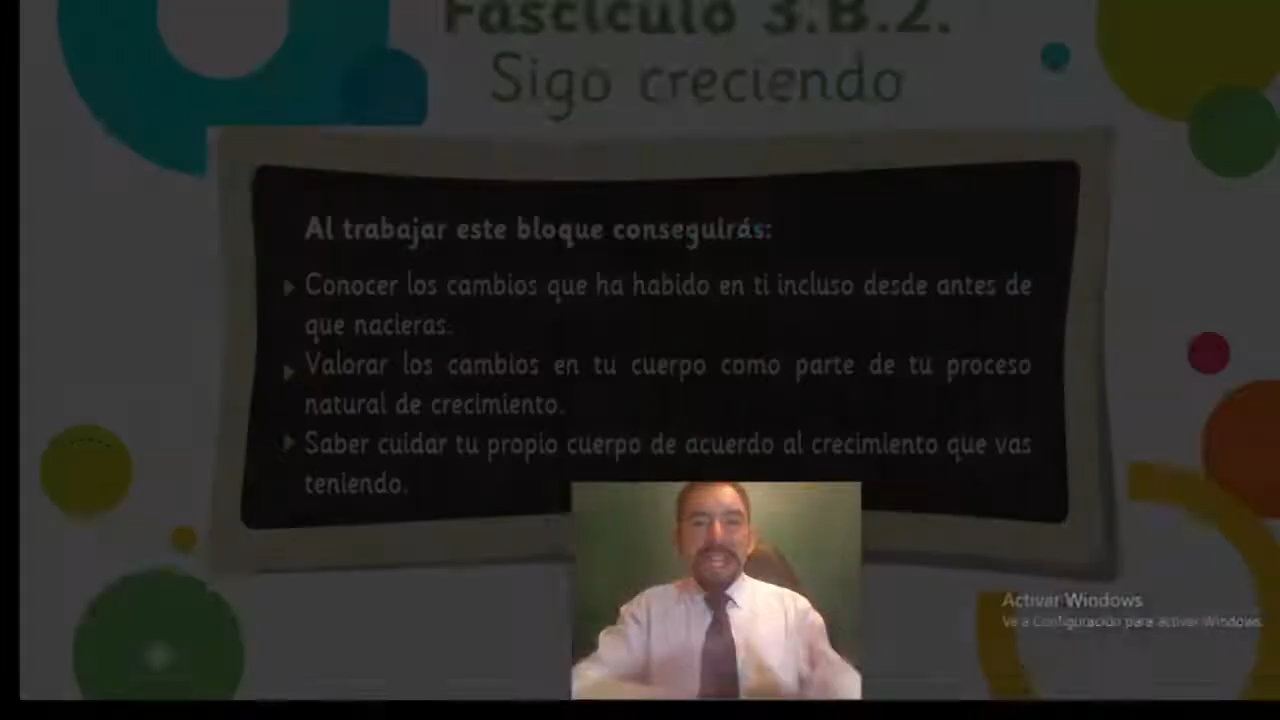 Fascículo 3.B.2.
Sigo creciendo
Al trabajar este bloque conseguirás:
Conocer los cambios que ha habido en ti incluso desde antes de
que nacieras.
Valorar los cambios en tu cuerpo como parte de tu proceso
natural de crecimiento.
Saber cuidar tu propio cuerpo de acuerdo al crecimiento que vas
teniendo.
Activar Windows
Ve a Configuración para activar Windows.